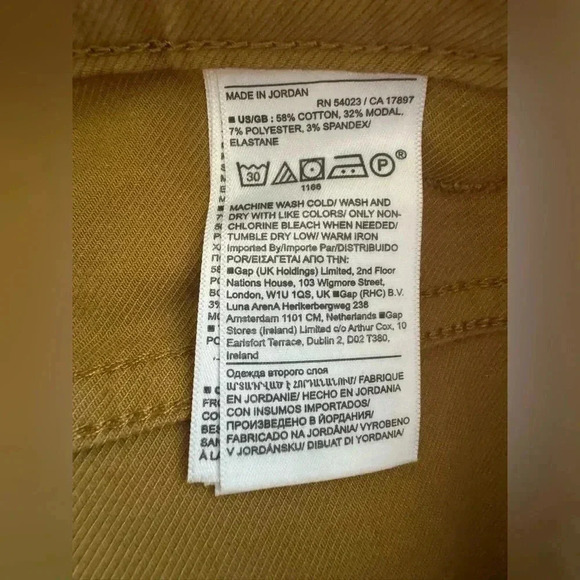 MADE IN JORDAN
RN 54023 / CA 17897
■ US/GB : 58% COTTON, 32% MODAL,
7% POLYESTER, 3% SPANDEX/
ELASTANE
30 P ®
1166
MACHINE WASH COLD/ WASH AND
DRY WITH LIKE COLORS/ ONLY NON-
CHLORINE BLEACH WHEN NEEDED/
TUMBLE DRY LOW/ WARM IRON
Imported By/Importe Par/DISTRIBUIDO
POR/ΕΙΣΑΓΕΤΑΙ ΑΠΟ ΤΗΝ:
■Gap (UK Holdings) Limited, 2nd Floor
Nations House, 103 Wigmore Street,
London, W1U 1QS, UK ■Gap (RHC) B.V.
Luna ArenA Herikerbergweg 238
Amsterdam 1101 CM, Netherlands ■Gap
Stores (Ireland) Limited c/o Arthur Cox, 10
Earlsfort Terrace, Dublin 2, D02 T380,
Ireland
Одежда второго слоя
ԱՐՏԱԴՐՎԱԾ Է ՀՈՐԴԱՆԱՆՈՒՄ/ FABRIQUE
EN JORDANIE/ HECHO EN JORDANIA
CON INSUMOS IMPORTADOS/
ПРОИЗВЕДЕНО В ЙОРДАНИИ/ VYROBENO
FABRICADO NA JORDÂNIA/
V JORDÁNSKU/ DIBUAT DI YORDANIA/